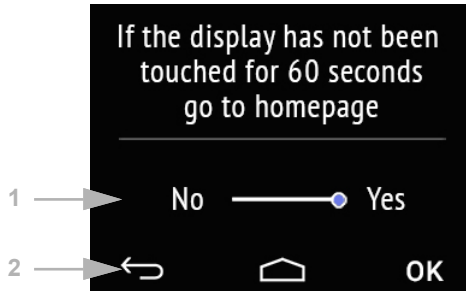 If the display has not been
touched for 60 seconds
go to homepage
1 No Yes
2 OK